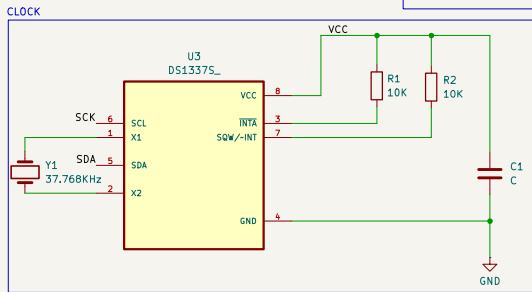 CLOCK
VCC
U3
DS1337S_
VCC
8
R1
10K
R2
10K
SCK
6
SCL
INTA
3
1
X1
SQW/-INT
7
Y1
37.768KHz
SDA
5
SDA
C1
C
2
X2
GND
4
GND